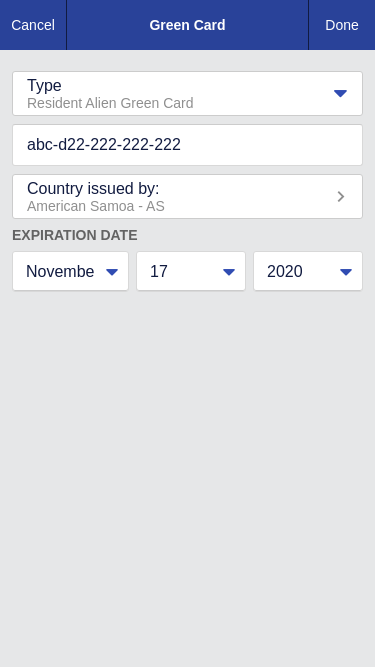 Cancel
Green Card
Done
Type
Resident Alien Green Card
abc-d22-222-222-222
Country issued by:
American Samoa - AS
EXPIRATION DATE
Novembe
17
2020